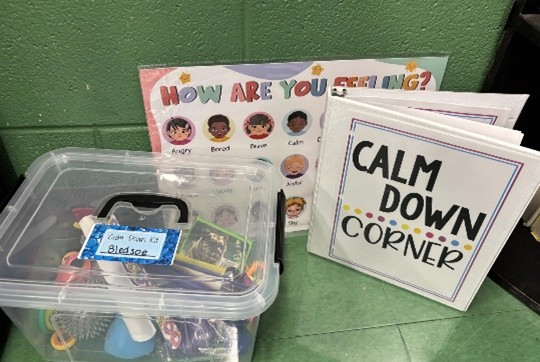 HOW ARE YOU FEELING?
Angry
Bored
Brave
Calm
Calm Down Kit
Bledsoe
CALM
DOWN
CORNER